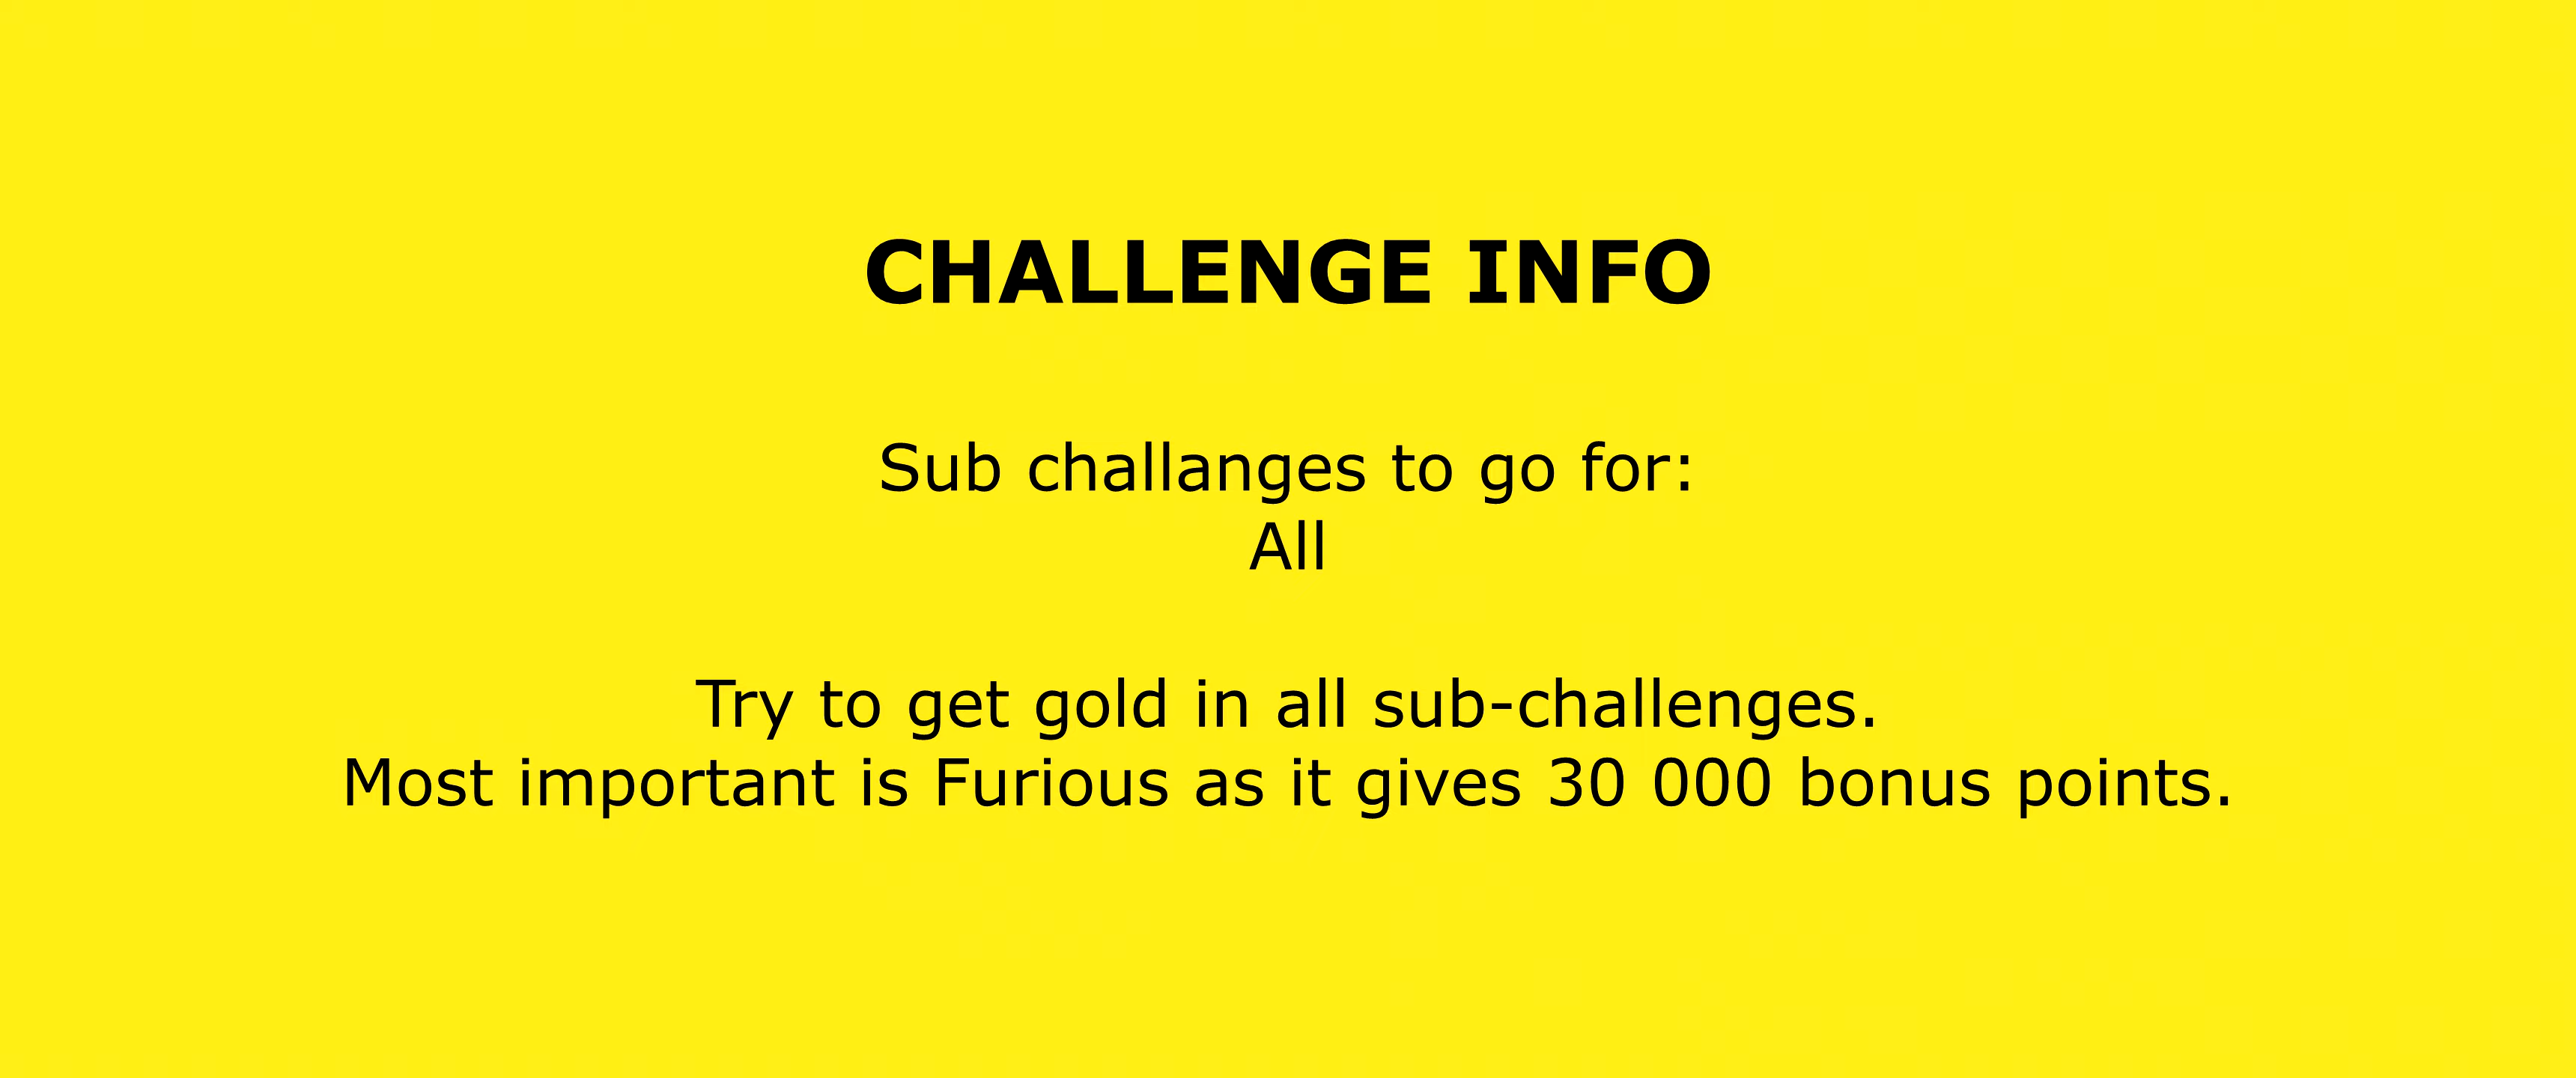 CHALLENGE INFO
Sub challanges to go for:
All
Try to get gold in all sub-challenges.
Most important is Furious as it gives 30 000 bonus points.